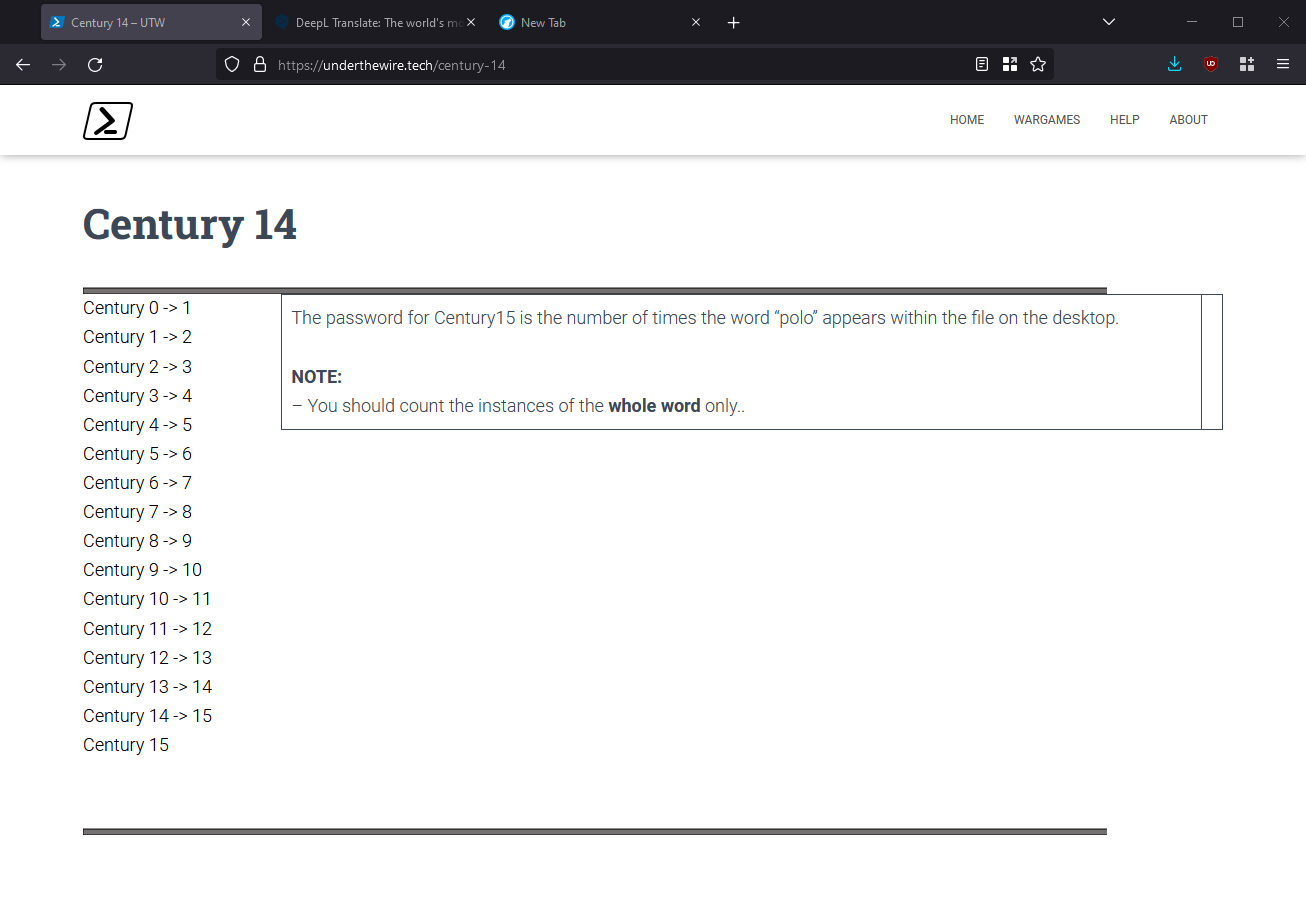 Century 14 – UTW
DeepL Translate: The world's mo
New Tab
https://underthewire.tech/century-14
HOME WARGAMES HELP ABOUT
Century 14
Century 0 -> 1
Century 1 -> 2
Century 2 -> 3
Century 3 -> 4
Century 4 -> 5
Century 5 -> 6
Century 6 -> 7
Century 7 -> 8
Century 8 -> 9
Century 9 -> 10
Century 10 -> 11
Century 11 -> 12
Century 12 -> 13
Century 13 -> 14
Century 14 -> 15
Century 15
The password for Century15 is the number of times the word “polo” appears within the file on the desktop.
NOTE:
– You should count the instances of the whole word only..